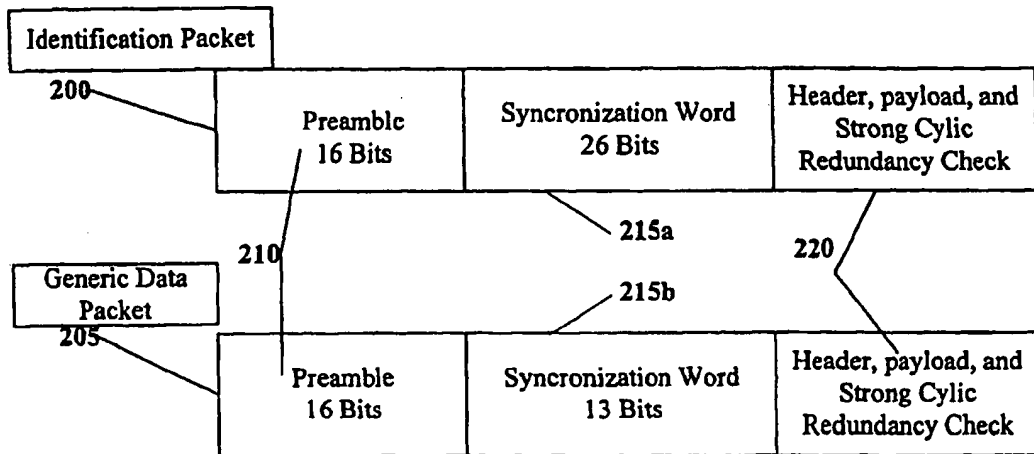 Identification Packet
200
Preamble
16 Bits
Syncronization Word
26 Bits
Header, payload, and
Strong Cylic
Redundancy Check
215a
210
220
Generic Data
Packet
215b
205
Preamble
16 Bits
Syncronization Word
13 Bits
Header, payload, and
Strong Cylic
Redundancy Check